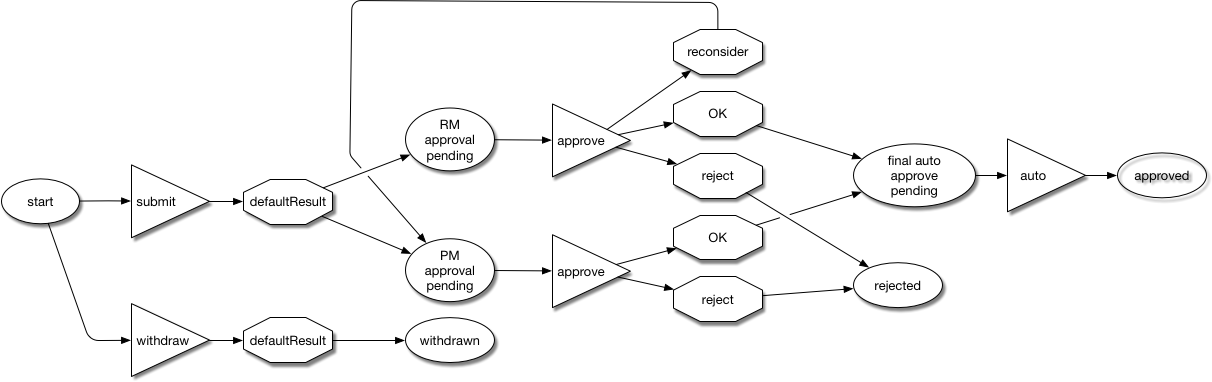 reconsider
RM
approval
pending
approve
OK
reject
final auto
approve
pending
auto
approved
start
submit
defaultResult
PM
approval
pending
approve
OK
reject
rejected
withdraw
defaultResult
withdrawn